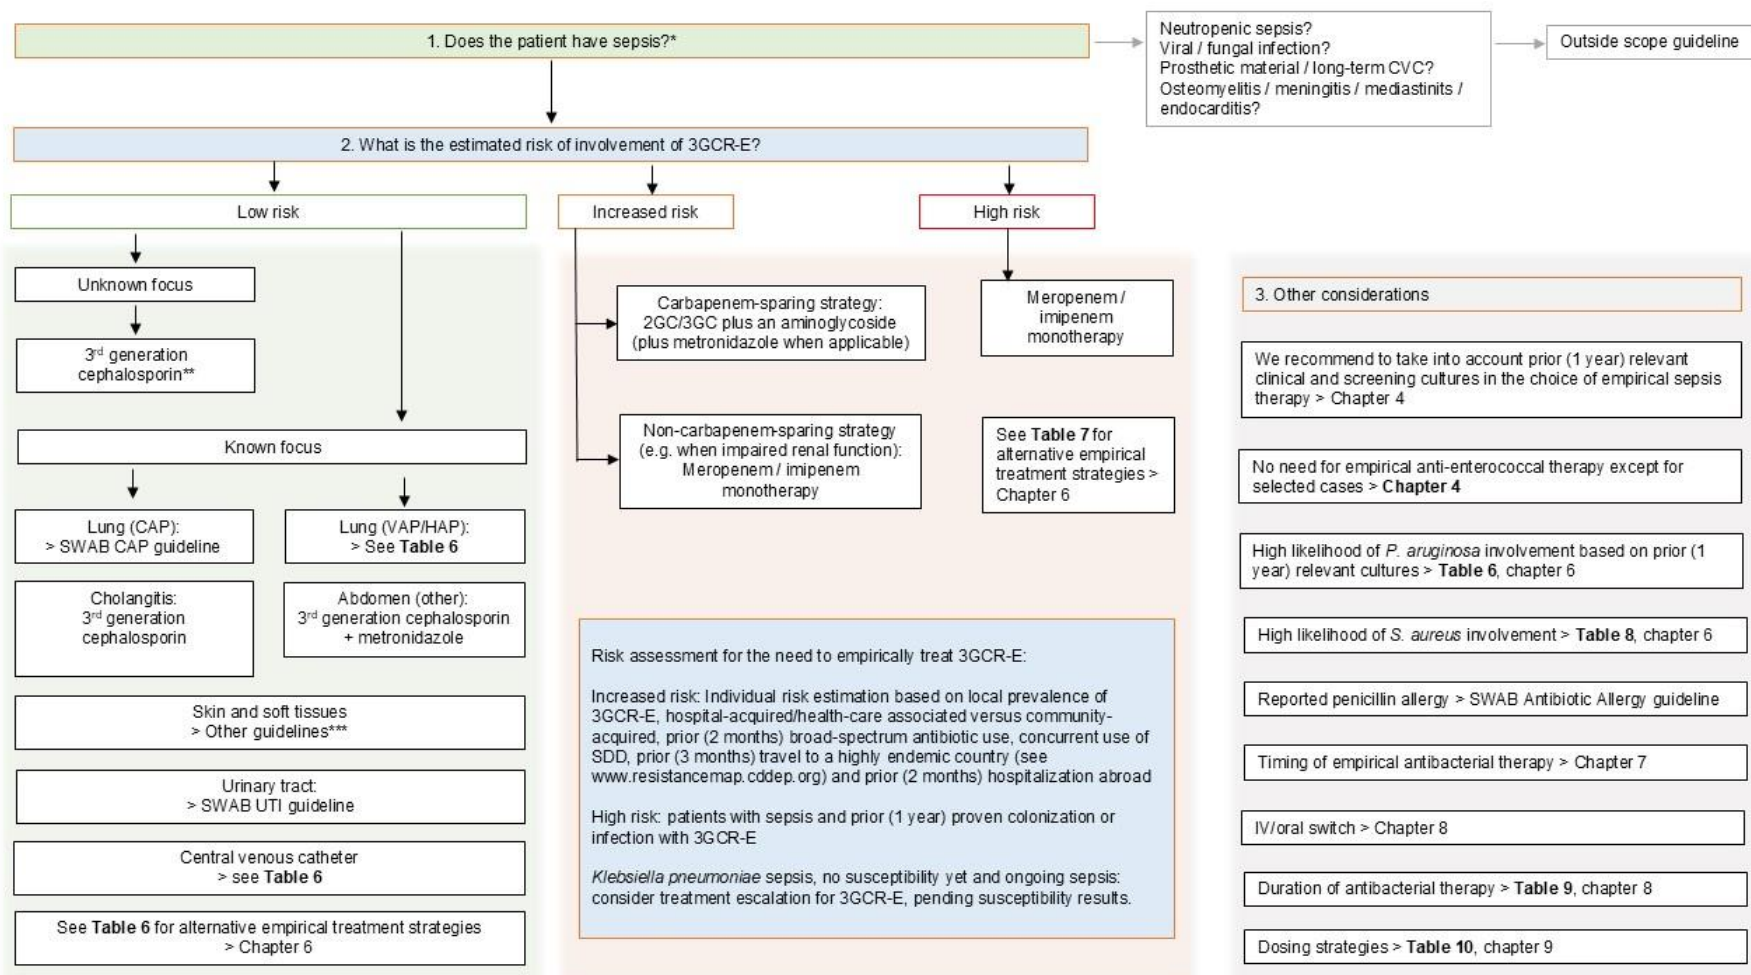 1. Does the patient have sepsis?*
Neutropenic sepsis?
Viral / fungal infection?
Prosthetic material / long-term CVC?
Osteomyelitis / meningitis / mediastinits /
endocarditis?
Outside scope guideline
2. What is the estimated risk of involvement of 3GCR-E?
Low risk
Increased risk
High risk
Unknown focus
3rd generation
cephalosporin**
Known focus
Lung (CAP):
> SWAB CAP guideline
Lung (VAP/HAP):
> See Table 6
Cholangitis:
3rd generation
cephalosporin
Abdomen (other):
3rd generation cephalosporin
+ metronidazole
Skin and soft tissues
> Other guidelines***
Urinary tract:
> SWAB UTI guideline
Central venous catheter
> see Table 6
See Table 6 for alternative empirical treatment strategies
> Chapter 6
Carbapenem-sparing strategy:
2GC/3GC plus an aminoglycoside
(plus metronidazole when applicable)
Non-carbapenem-sparing strategy
(e.g. when impaired renal function):
Meropenem / imipenem
monotherapy
Meropenem /
imipenem
monotherapy
See Table 7 for
alternative empirical
treatment strategies >
Chapter 6
Risk assessment for the need to empirically treat 3GCR-E:
Increased risk: Individual risk estimation based on local prevalence of
3GCR-E, hospital-acquired/health-care associated versus community-
acquired, prior (2 months) broad-spectrum antibiotic use, concurrent use of
SDD, prior (3 months) travel to a highly endemic country (see
www.resistancemap.cddep.org) and prior (2 months) hospitalization abroad
High risk: patients with sepsis and prior (1 year) proven colonization or
infection with 3GCR-E
Klebsiella pneumoniae sepsis, no susceptibility yet and ongoing sepsis:
consider treatment escalation for 3GCR-E, pending susceptibility results.
3. Other considerations
We recommend to take into account prior (1 year) relevant
clinical and screening cultures in the choice of empirical sepsis
therapy > Chapter 4
No need for empirical anti-enterococcal therapy except for
selected cases > Chapter 4
High likelihood of P. aruginosa involvement based on prior (1
year) relevant cultures > Table 6, chapter 6
High likelihood of S. aureus involvement > Table 8, chapter 6
Reported penicillin allergy > SWAB Antibiotic Allergy guideline
Timing of empirical antibacterial therapy > Chapter 7
IV/oral switch > Chapter 8
Duration of antibacterial therapy > Table 9, chapter 8
Dosing strategies > Table 10, chapter 9